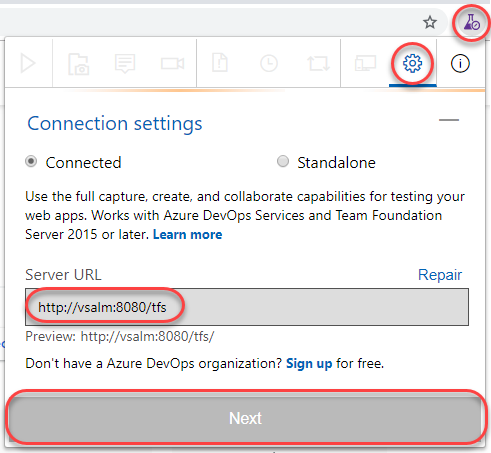 Connection settings
Connected Standalone
Use the full capture, create, and collaborate capabilities for testing your
web apps. Works with Azure DevOps Services and Team Foundation
Server 2015 or later. Learn more
Server URL Repair
http://vsalm:8080/tfs
Preview: http://vsalm:8080/tfs/
Don't have a Azure DevOps organization? Sign up for free.
Next